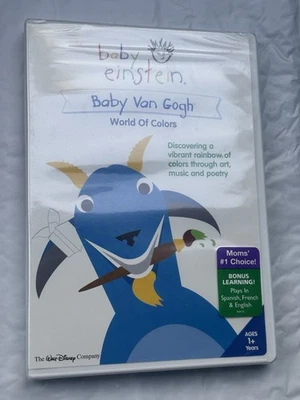 baby
einstein.
Baby Van Gogh
World Of Colors
Discovering a
vibrant rainbow of
colors through art,
music and poetry
Moms'
#1 Choice!
BONUS
LEARNING!
Plays In
Spanish, French
& English
AGES
1+
Years
The Walt Disney Company